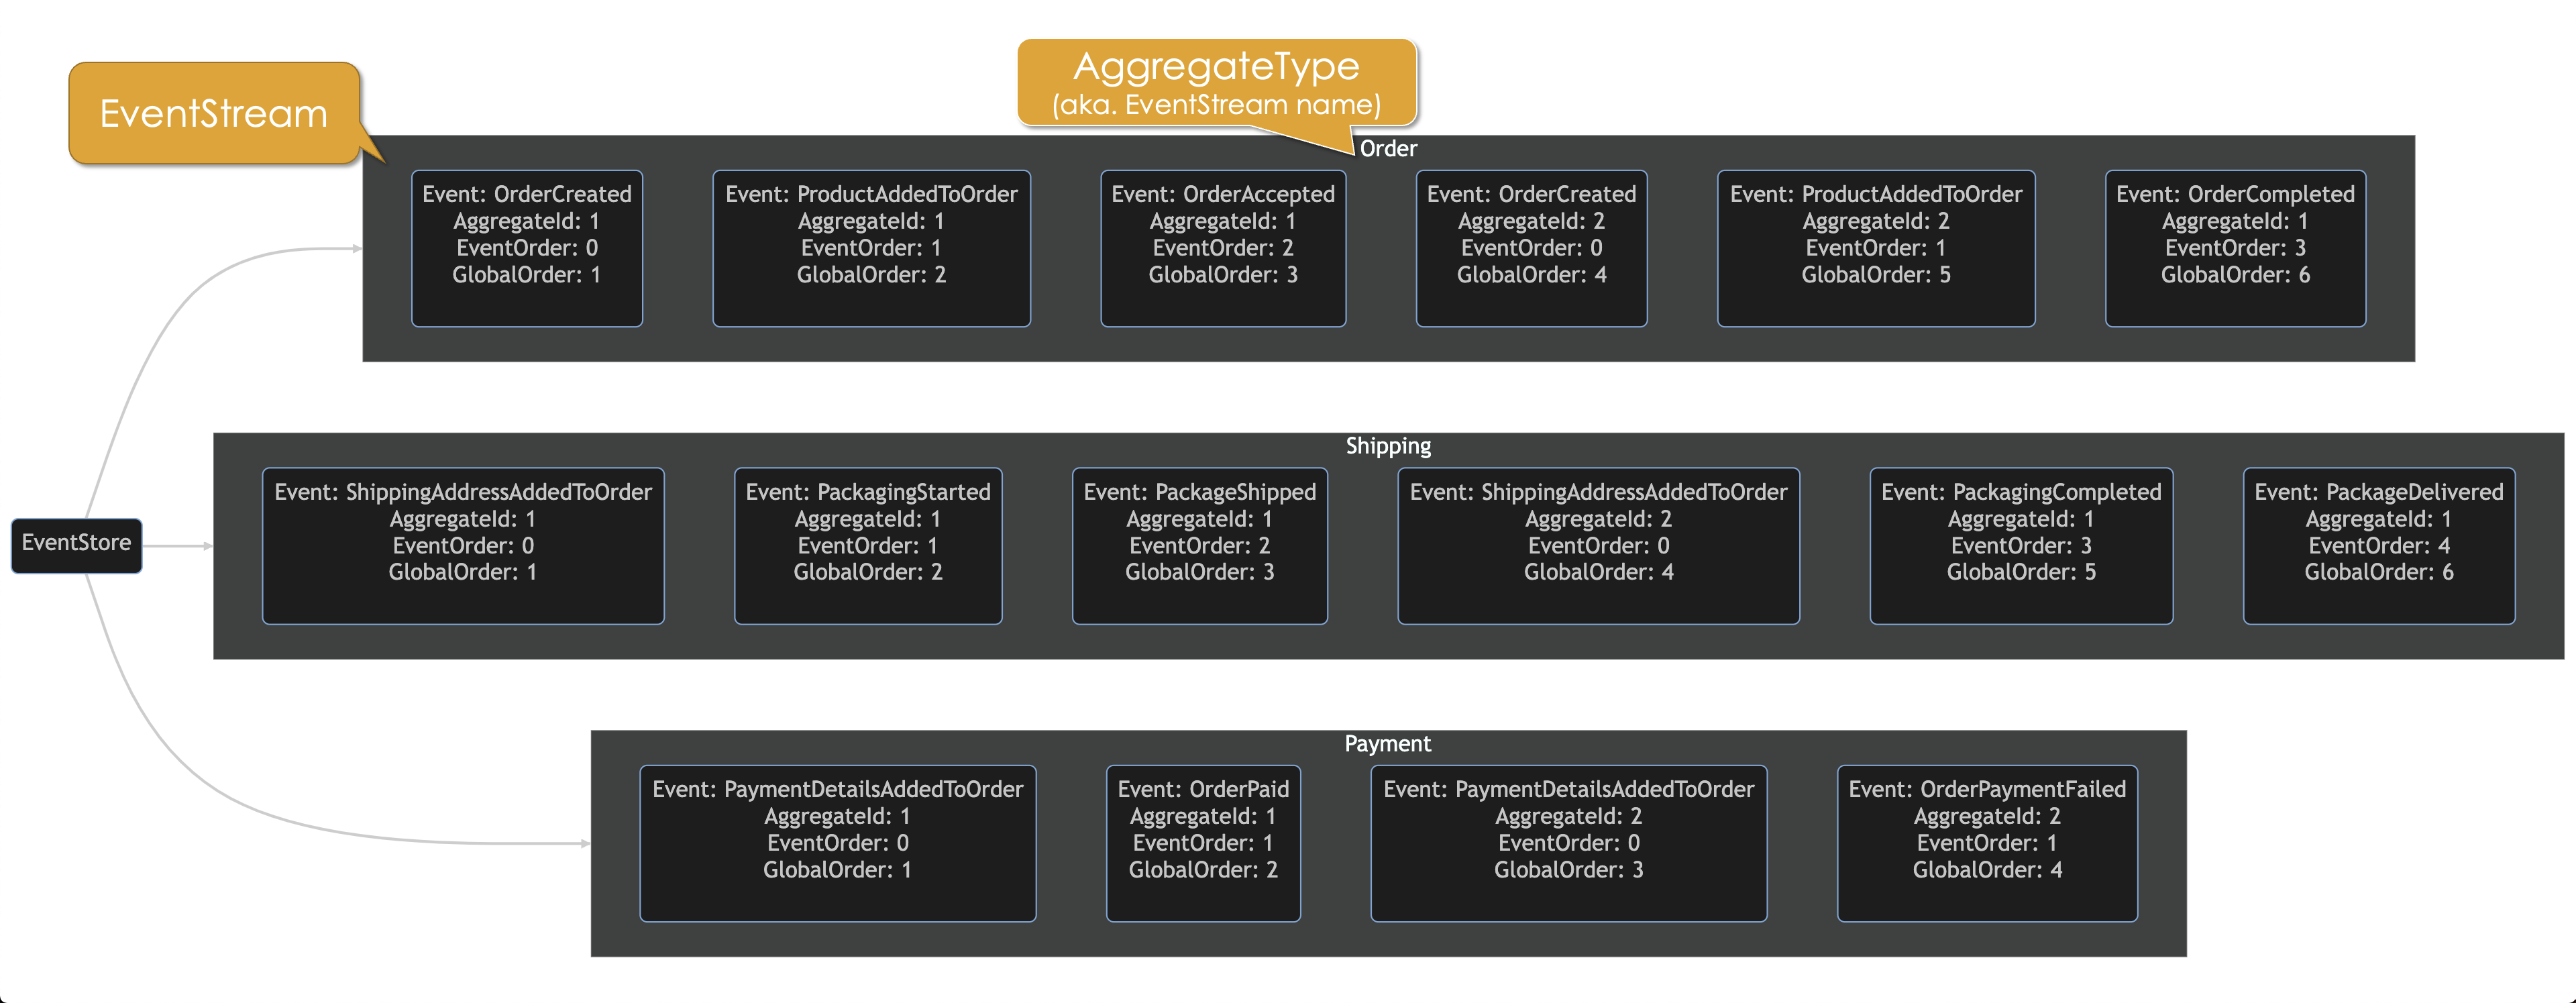 EventStream
AggregateType
(aka. EventStream name)
Order
Event: OrderCreated
AggregateId: 1
EventOrder: 0
GlobalOrder: 1
Event: ProductAddedToOrder
AggregateId: 1
EventOrder: 1
GlobalOrder: 2
Event: OrderAccepted
AggregateId: 1
EventOrder: 2
GlobalOrder: 3
Event: OrderCreated
AggregateId: 2
EventOrder: 0
GlobalOrder: 4
Event: ProductAddedToOrder
AggregateId: 2
EventOrder: 1
GlobalOrder: 5
Event: OrderCompleted
AggregateId: 1
EventOrder: 3
GlobalOrder: 6
EventStore
Shipping
Event: ShippingAddressAddedToOrder
AggregateId: 1
EventOrder: 0
GlobalOrder: 1
Event: PackagingStarted
AggregateId: 1
EventOrder: 1
GlobalOrder: 2
Event: PackageShipped
AggregateId: 1
EventOrder: 2
GlobalOrder: 3
Event: ShippingAddressAddedToOrder
AggregateId: 2
EventOrder: 0
GlobalOrder: 4
Event: PackagingCompleted
AggregateId: 1
EventOrder: 3
GlobalOrder: 5
Event: PackageDelivered
AggregateId: 1
EventOrder: 4
GlobalOrder: 6
Payment
Event: PaymentDetailsAddedToOrder
AggregateId: 1
EventOrder: 0
GlobalOrder: 1
Event: OrderPaid
AggregateId: 1
EventOrder: 1
GlobalOrder: 2
Event: PaymentDetailsAddedToOrder
AggregateId: 2
EventOrder: 0
GlobalOrder: 3
Event: OrderPaymentFailed
AggregateId: 2
EventOrder: 1
GlobalOrder: 4